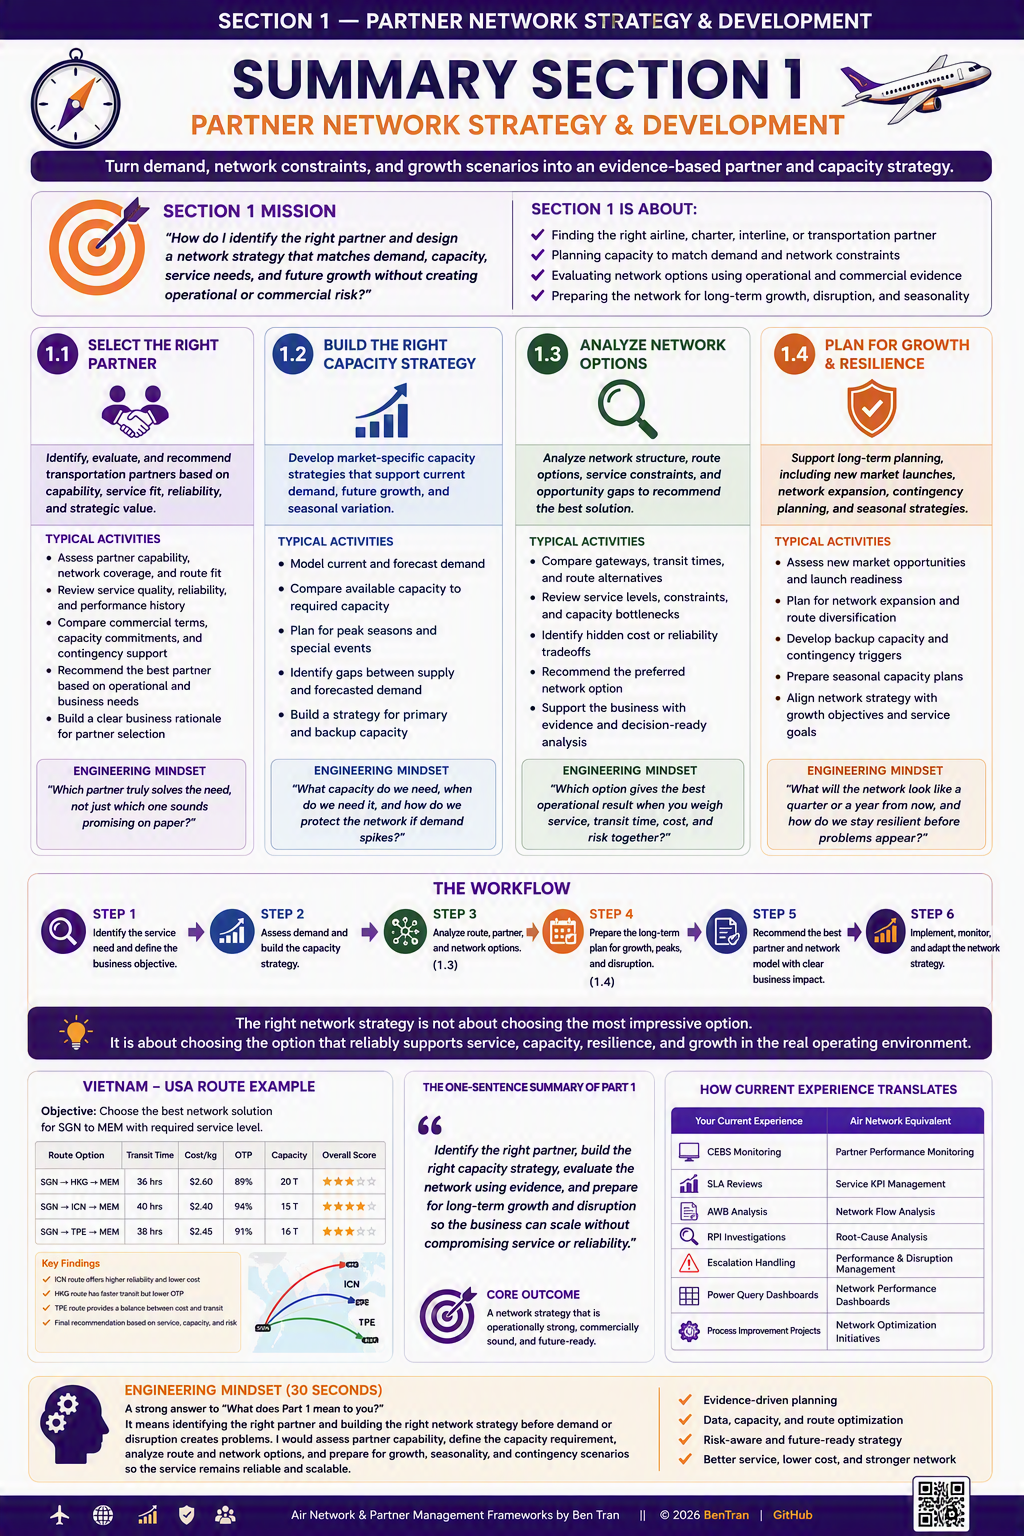 SECTION 1 — PARTNER NETWORK STRATEGY & DEVELOPMENT
SUMMARY SECTION 1
PARTNER NETWORK STRATEGY & DEVELOPMENT
Turn demand, network constraints, and growth scenarios into an evidence-based partner and capacity strategy.
SECTION 1 MISSION
"How do I identify the right partner and design
a network strategy that matches demand, capacity,
service needs, and future growth without creating
operational or commercial risk?"
SECTION 1 IS ABOUT:
Finding the right airline, charter, interline, or transportation partner
Planning capacity to match demand and network constraints
Evaluating network options using operational and commercial evidence
Preparing the network for long-term growth, disruption, and seasonality
1.1
SELECT THE RIGHT
PARTNER
Identify, evaluate, and recommend
transportation partners based on
capability, service fit, reliability,
and strategic value.
TYPICAL ACTIVITIES
• Assess partner capability,
network coverage, and route fit
• Review service quality, reliability,
and performance history
• Compare commercial terms,
capacity commitments, and
contingency support
• Recommend the best partner
based on operational and
business needs
• Build a clear business rationale
for partner selection
ENGINEERING MINDSET
"Which partner truly solves the need,
not just which one sounds
promising on paper?"
1.2
BUILD THE RIGHT
CAPACITY STRATEGY
Develop market-specific capacity
strategies that support current
demand, future growth, and
seasonal variation.
TYPICAL ACTIVITIES
• Model current and forecast demand
• Compare available capacity to
required capacity
• Plan for peak seasons and
special events
• Identify gaps between supply
and forecasted demand
• Build a strategy for primary
and backup capacity
ENGINEERING MINDSET
"What capacity do we need, when
do we need it, and how do we
protect the network if demand
spikes?"
1.3
ANALYZE NETWORK
OPTIONS
Analyze network structure, route
options, service constraints, and
opportunity gaps to recommend
the best solution.
TYPICAL ACTIVITIES
• Compare gateways, transit times,
and route alternatives
• Review service levels, constraints,
and capacity bottlenecks
• Identify hidden cost or reliability
tradeoffs
• Recommend the preferred
network option
• Support the business with
evidence and decision-ready
analysis
ENGINEERING MINDSET
"Which option gives the best
operational result when you weigh
service, transit time, cost, and
risk together?"
1.4
PLAN FOR GROWTH
& RESILIENCE
Support long-term planning,
including new market launches,
network expansion, contingency
planning, and seasonal strategies.
TYPICAL ACTIVITIES
• Assess new market opportunities
and launch readiness
• Plan for network expansion and
route diversification
• Develop backup capacity and
contingency triggers
• Prepare seasonal capacity plans
• Align network strategy with
growth objectives and service
goals
ENGINEERING MINDSET
"What will the network look like a
quarter or a year from now, and
how do we stay resilient before
problems appear?"
THE WORKFLOW
STEP 1
Identify the service
need and define the
business objective.
STEP 2
Assess demand and
build the capacity
strategy.
STEP 3
Analyze route, partner,
and network options.
(1.3)
STEP 4
Prepare the long-term
plan for growth, peaks,
and disruption.
(1.4)
STEP 5
Recommend the best
partner and network
model with clear
business impact.
STEP 6
Implement, monitor,
and adapt the network
strategy.
The right network strategy is not about choosing the most impressive option.
It is about choosing the option that reliably supports service, capacity, resilience, and growth in the real operating environment.
VIETNAM – USA ROUTE EXAMPLE
Objective: Choose the best network solution
for SGN to MEM with required service level.
Route Option Transit Time Cost/kg OTP Capacity Overall Score
SGN → HKG → MEM 36 hrs $2.60 89% 20 T ★★★☆☆
SGN → ICN → MEM 40 hrs $2.40 94% 15 T ★★★★☆
SGN → TPE → MEM 38 hrs $2.45 91% 16 T ★★★☆☆
Key Findings
ICN route offers higher reliability and lower cost
HKG route has faster transit but lower OTP
TPE route provides a balance between cost and transit
Final recommendation based on service, capacity, and risk
ICN
TPE
THE ONE-SENTENCE SUMMARY OF PART 1
“
Identify the right partner, build the
right capacity strategy, evaluate the
network using evidence, and prepare
for long-term growth and disruption
so the business can scale without
compromising service or reliability."
CORE OUTCOME
A network strategy that is
operationally strong, commercially
sound, and future-ready.
HOW CURRENT EXPERIENCE TRANSLATES
Your Current Experience Air Network Equivalent
CEBS Monitoring Partner Performance Monitoring
SLA Reviews Service KPI Management
AWB Analysis Network Flow Analysis
RPI Investigations Root-Cause Analysis
Escalation Handling Performance & Disruption
Management
Power Query Dashboards Network Performance
Dashboards
Process Improvement Projects Network Optimization
Initiatives
ENGINEERING MINDSET (30 SECONDS)
A strong answer to "What does Part 1 mean to you?"
It means identifying the right partner and building the right network strategy before demand or
disruption creates problems. I would assess partner capability, define the capacity requirement,
analyze route and network options, and prepare for growth, seasonality, and contingency scenarios
so the service remains reliable and scalable.
Evidence-driven planning
Data, capacity, and route optimization
Risk-aware and future-ready strategy
Better service, lower cost, and stronger network
Air Network & Partner Management Frameworks by Ben Tran || © 2026 BenTran | GitHub